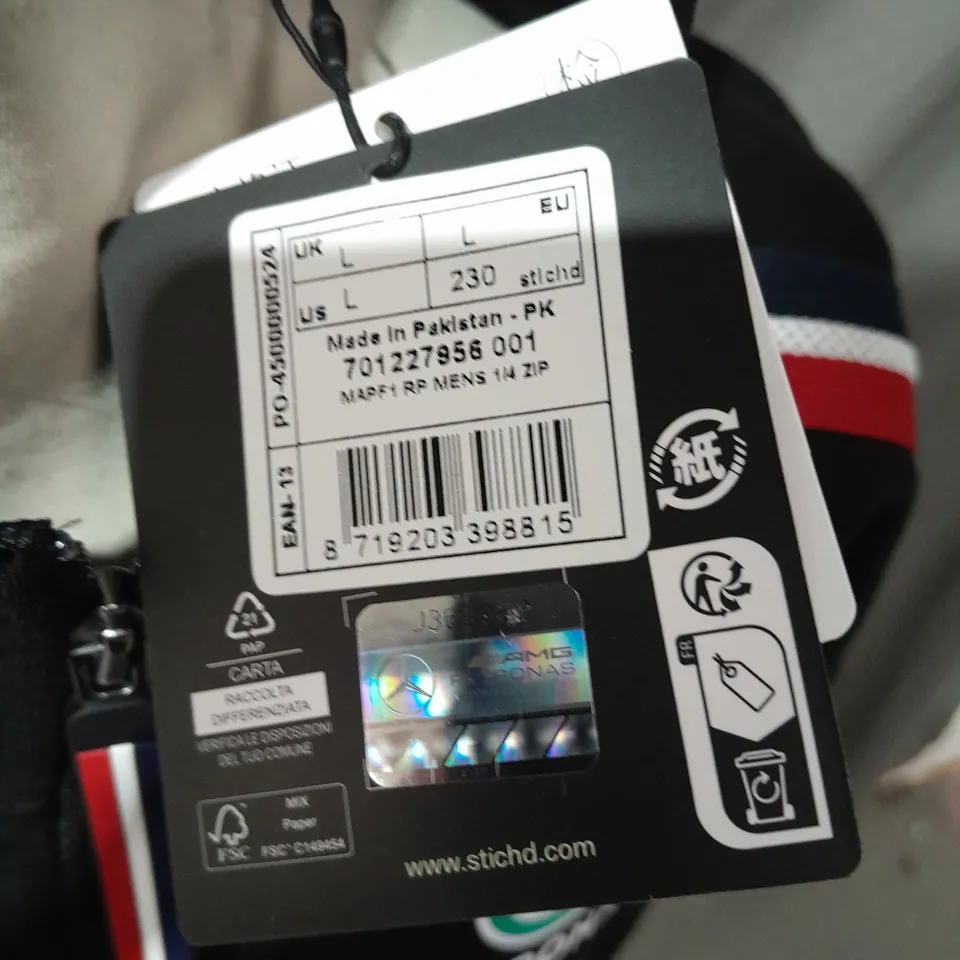 検
PO-4500000524
UK L
L EU
US L
230 stichd
Made in Pakistan - PK
701227956 001
MAPF1 RP MENS 1/4 ZIP
EAN-13
8 719203 398815
紙
21
PAP
CARTA
RACCOLTA
DIFFERENZIATA
VERIFICA LE DISPOSIZIONI
DEL TUO COMUNE
AMG
PETRONAS
FR
MIX
Paper
FSC
FSC® C14945A
www.stichd.com